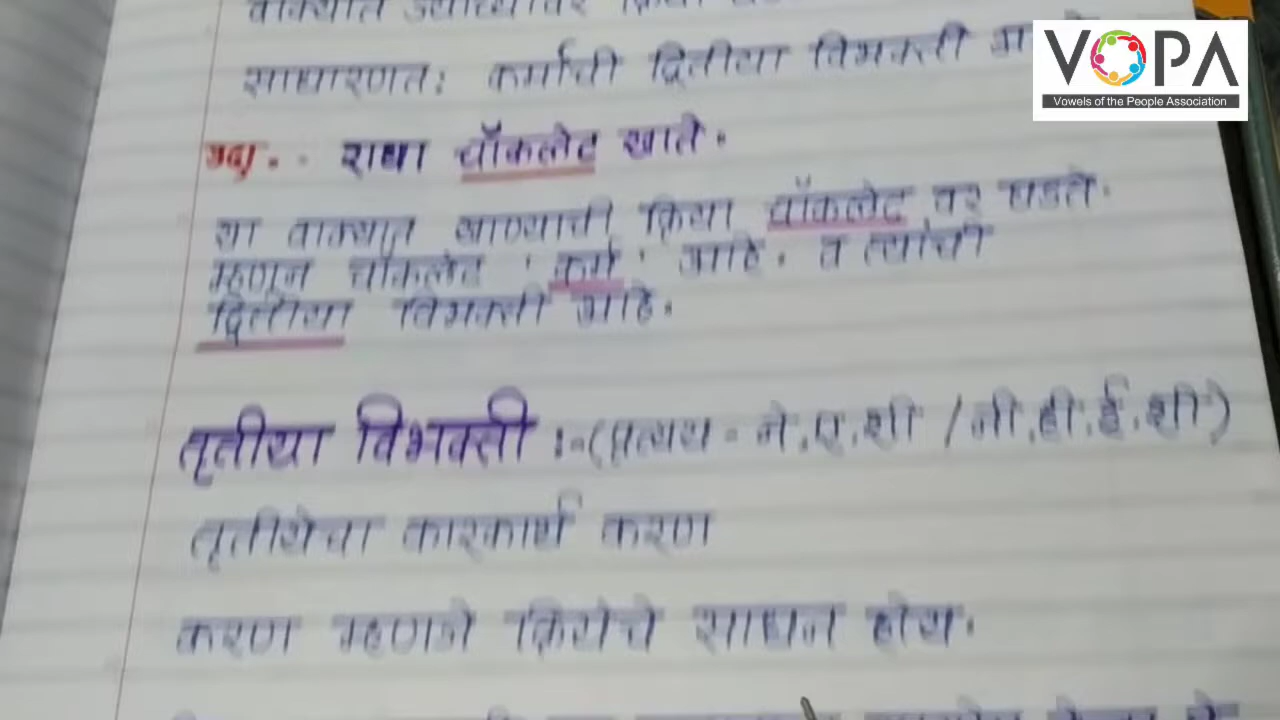 वाक्यात
साधारणतः कर्माची द्वितीया विभक्ती
VOPA
Vowels of the People Association
उदा. - राधा चॉकलेट खाते.
या वाक्यात खाण्याची क्रिया चॉकलेट वर घडते.
म्हणून चॉकलेट 'कर्म' आहे. व त्यांची
द्वितीया विभक्ती आहे.
तृतीया विभक्ती :-(प्रत्यय - ने,ए,शी /नी,ही,ई,शी)
तृतीयेचा कारकार्थ करण
करण म्हणजे क्रियेचे साधन होय.